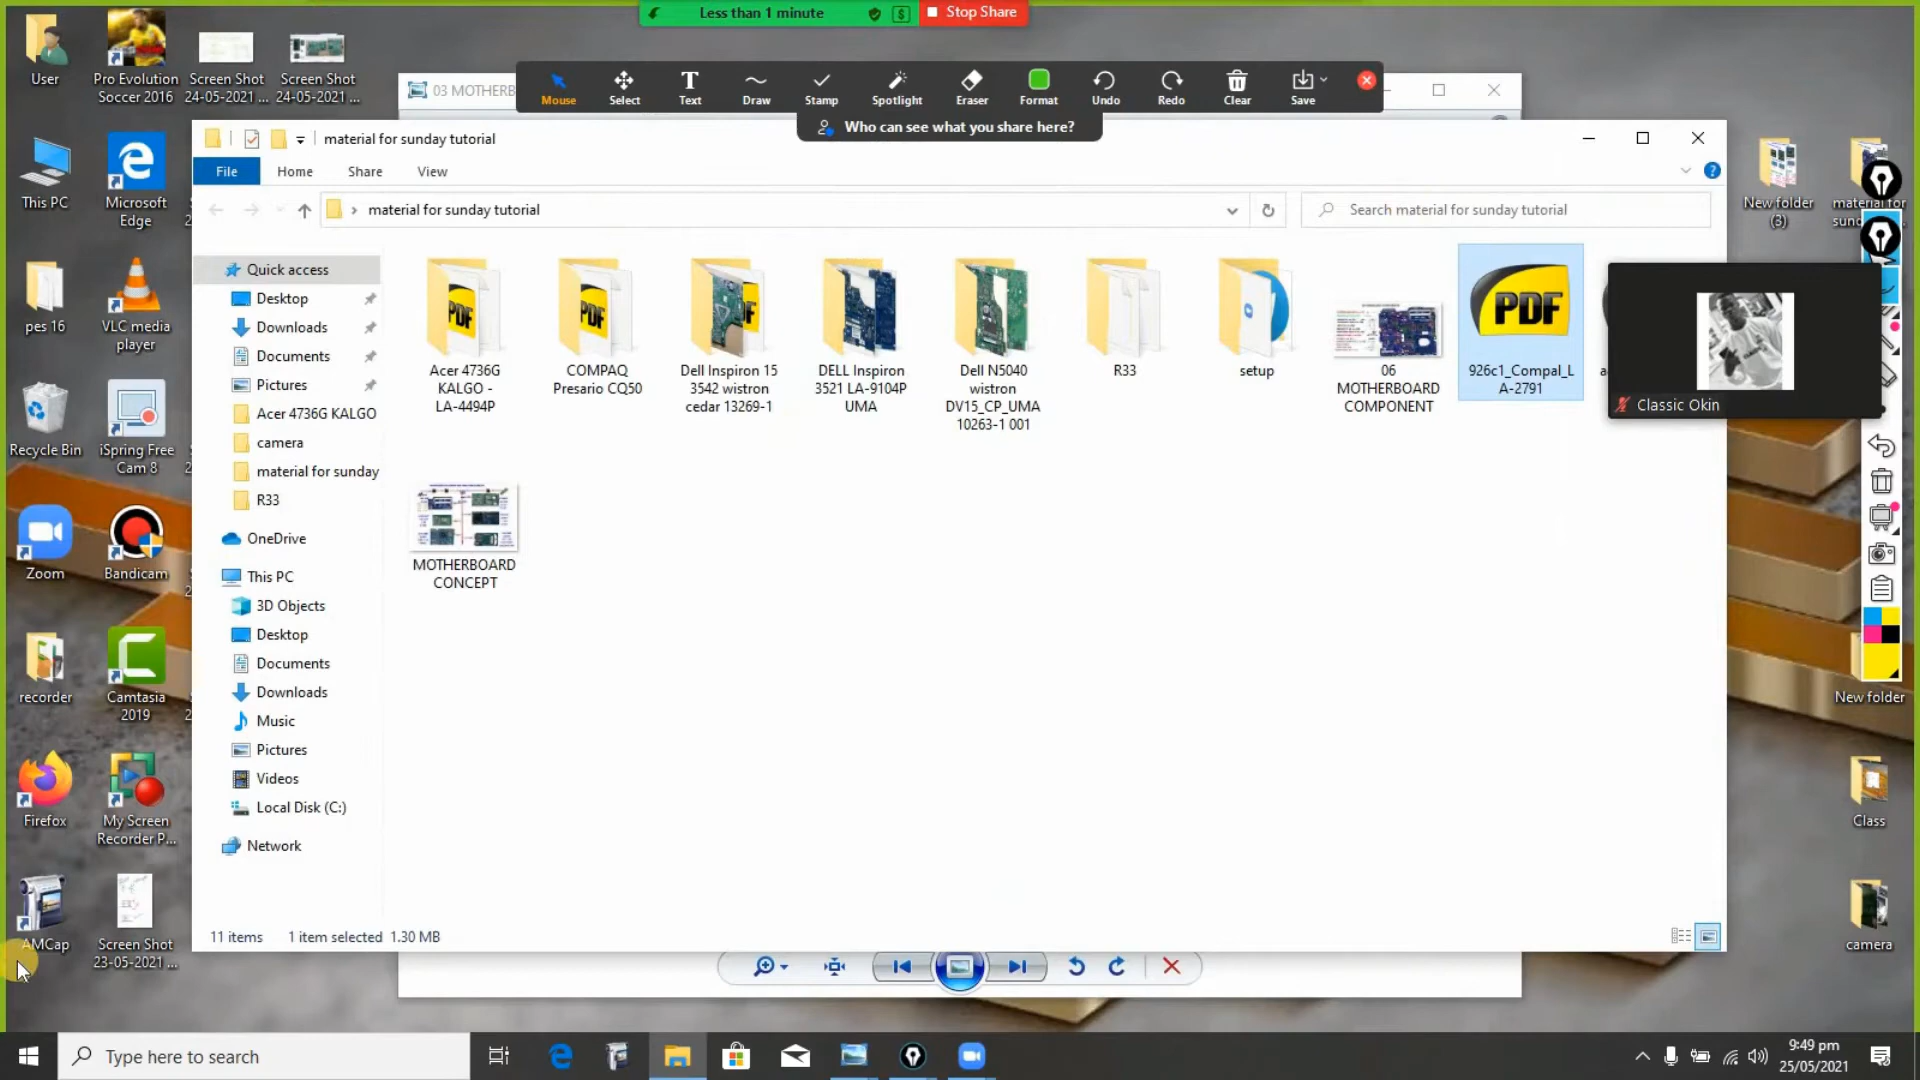 Less than 1 minute
Stop Share
Mouse
Select
Text
Draw
Stamp
Spotlight
Eraser
Format
Undo
Redo
Clear
Save
Who can see what you share here?
03 MOTHERB
material for sunday tutorial
File
Home
Share
View
material for sunday tutorial
Search material for sunday tutorial
Quick access
Desktop
Downloads
Documents
Pictures
Acer 4736G KALGO
camera
material for sunday
R33
OneDrive
This PC
3D Objects
Desktop
Documents
Downloads
Music
Pictures
Videos
Local Disk (C:)
Network
Acer 4736G
KALGO -
LA-4494P
COMPAQ
Presario CQ50
Dell Inspiron 15
3542 wistron
cedar 13269-1
DELL Inspiron
3521 LA-9104P
UMA
Dell N5040
wistron
DV15_CP_UMA
10263-1 001
R33
setup
06
MOTHERBOARD
COMPONENT
PDF
926c1_Compal_L
A-2791
MOTHERBOARD
CONCEPT
11 items
1 item selected 1.30 MB
Classic Okin
User
Pro Evolution
Soccer 2016
Screen Shot
24-05-2021 ...
Screen Shot
24-05-2021 ...
This PC
Microsoft
Edge
pes 16
VLC media
player
Recycle Bin
iSpring Free
Cam 8
Zoom
Bandicam
recorder
Camtasia
2019
Firefox
My Screen
Recorder P...
AMCap
Screen Shot
23-05-2021 ...
New folder
(3)
material for
New folder
Class
camera
Type here to search
9:49 pm
25/05/2021